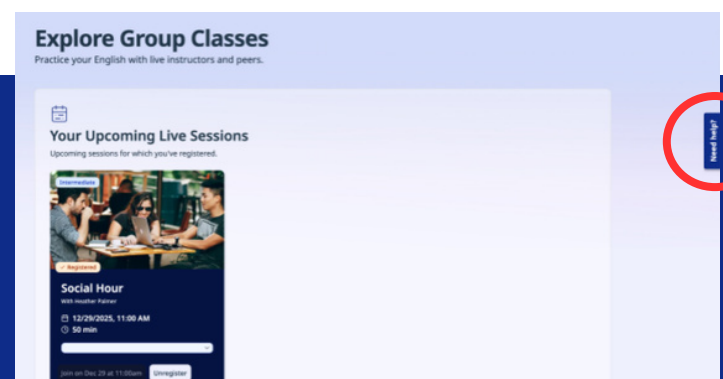 Explore Group Classes
Practice your English with live instructors and peers.
Your Upcoming Live Sessions
Upcoming sessions for which you've registered.
Intermediate
✓ Registered
Social Hour
With Heather Palmer
12/29/2025, 11:00 AM
50 min
Join on Dec 29 at 11:00am Unregister
Need help?